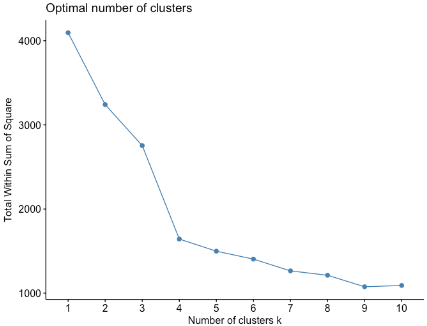 Optimal number of clusters
Total Within Sum of Square
4000
3000
2000
1000
1 2 3 4 5 6 7 8 9 10
Number of clusters k